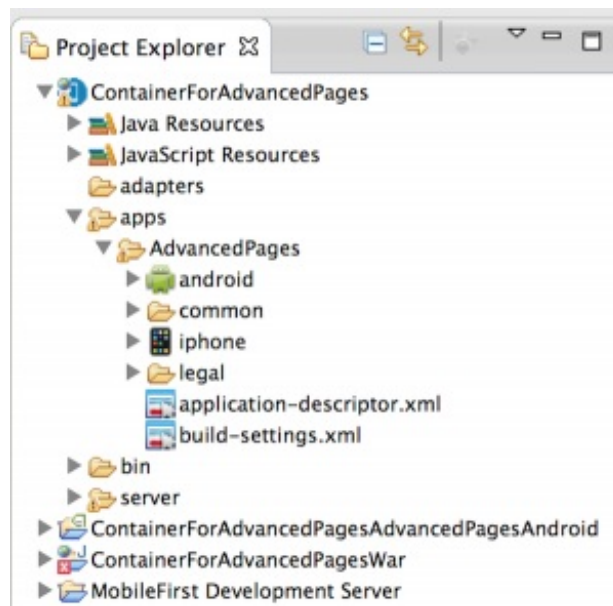 Project Explorer
ContainerForAdvancedPages
Java Resources
JavaScript Resources
adapters
apps
AdvancedPages
android
common
iphone
legal
application-descriptor.xml
build-settings.xml
bin
server
ContainerForAdvancedPagesAdvancedPagesAndroid
ContainerForAdvancedPagesWar
MobileFirst Development Server